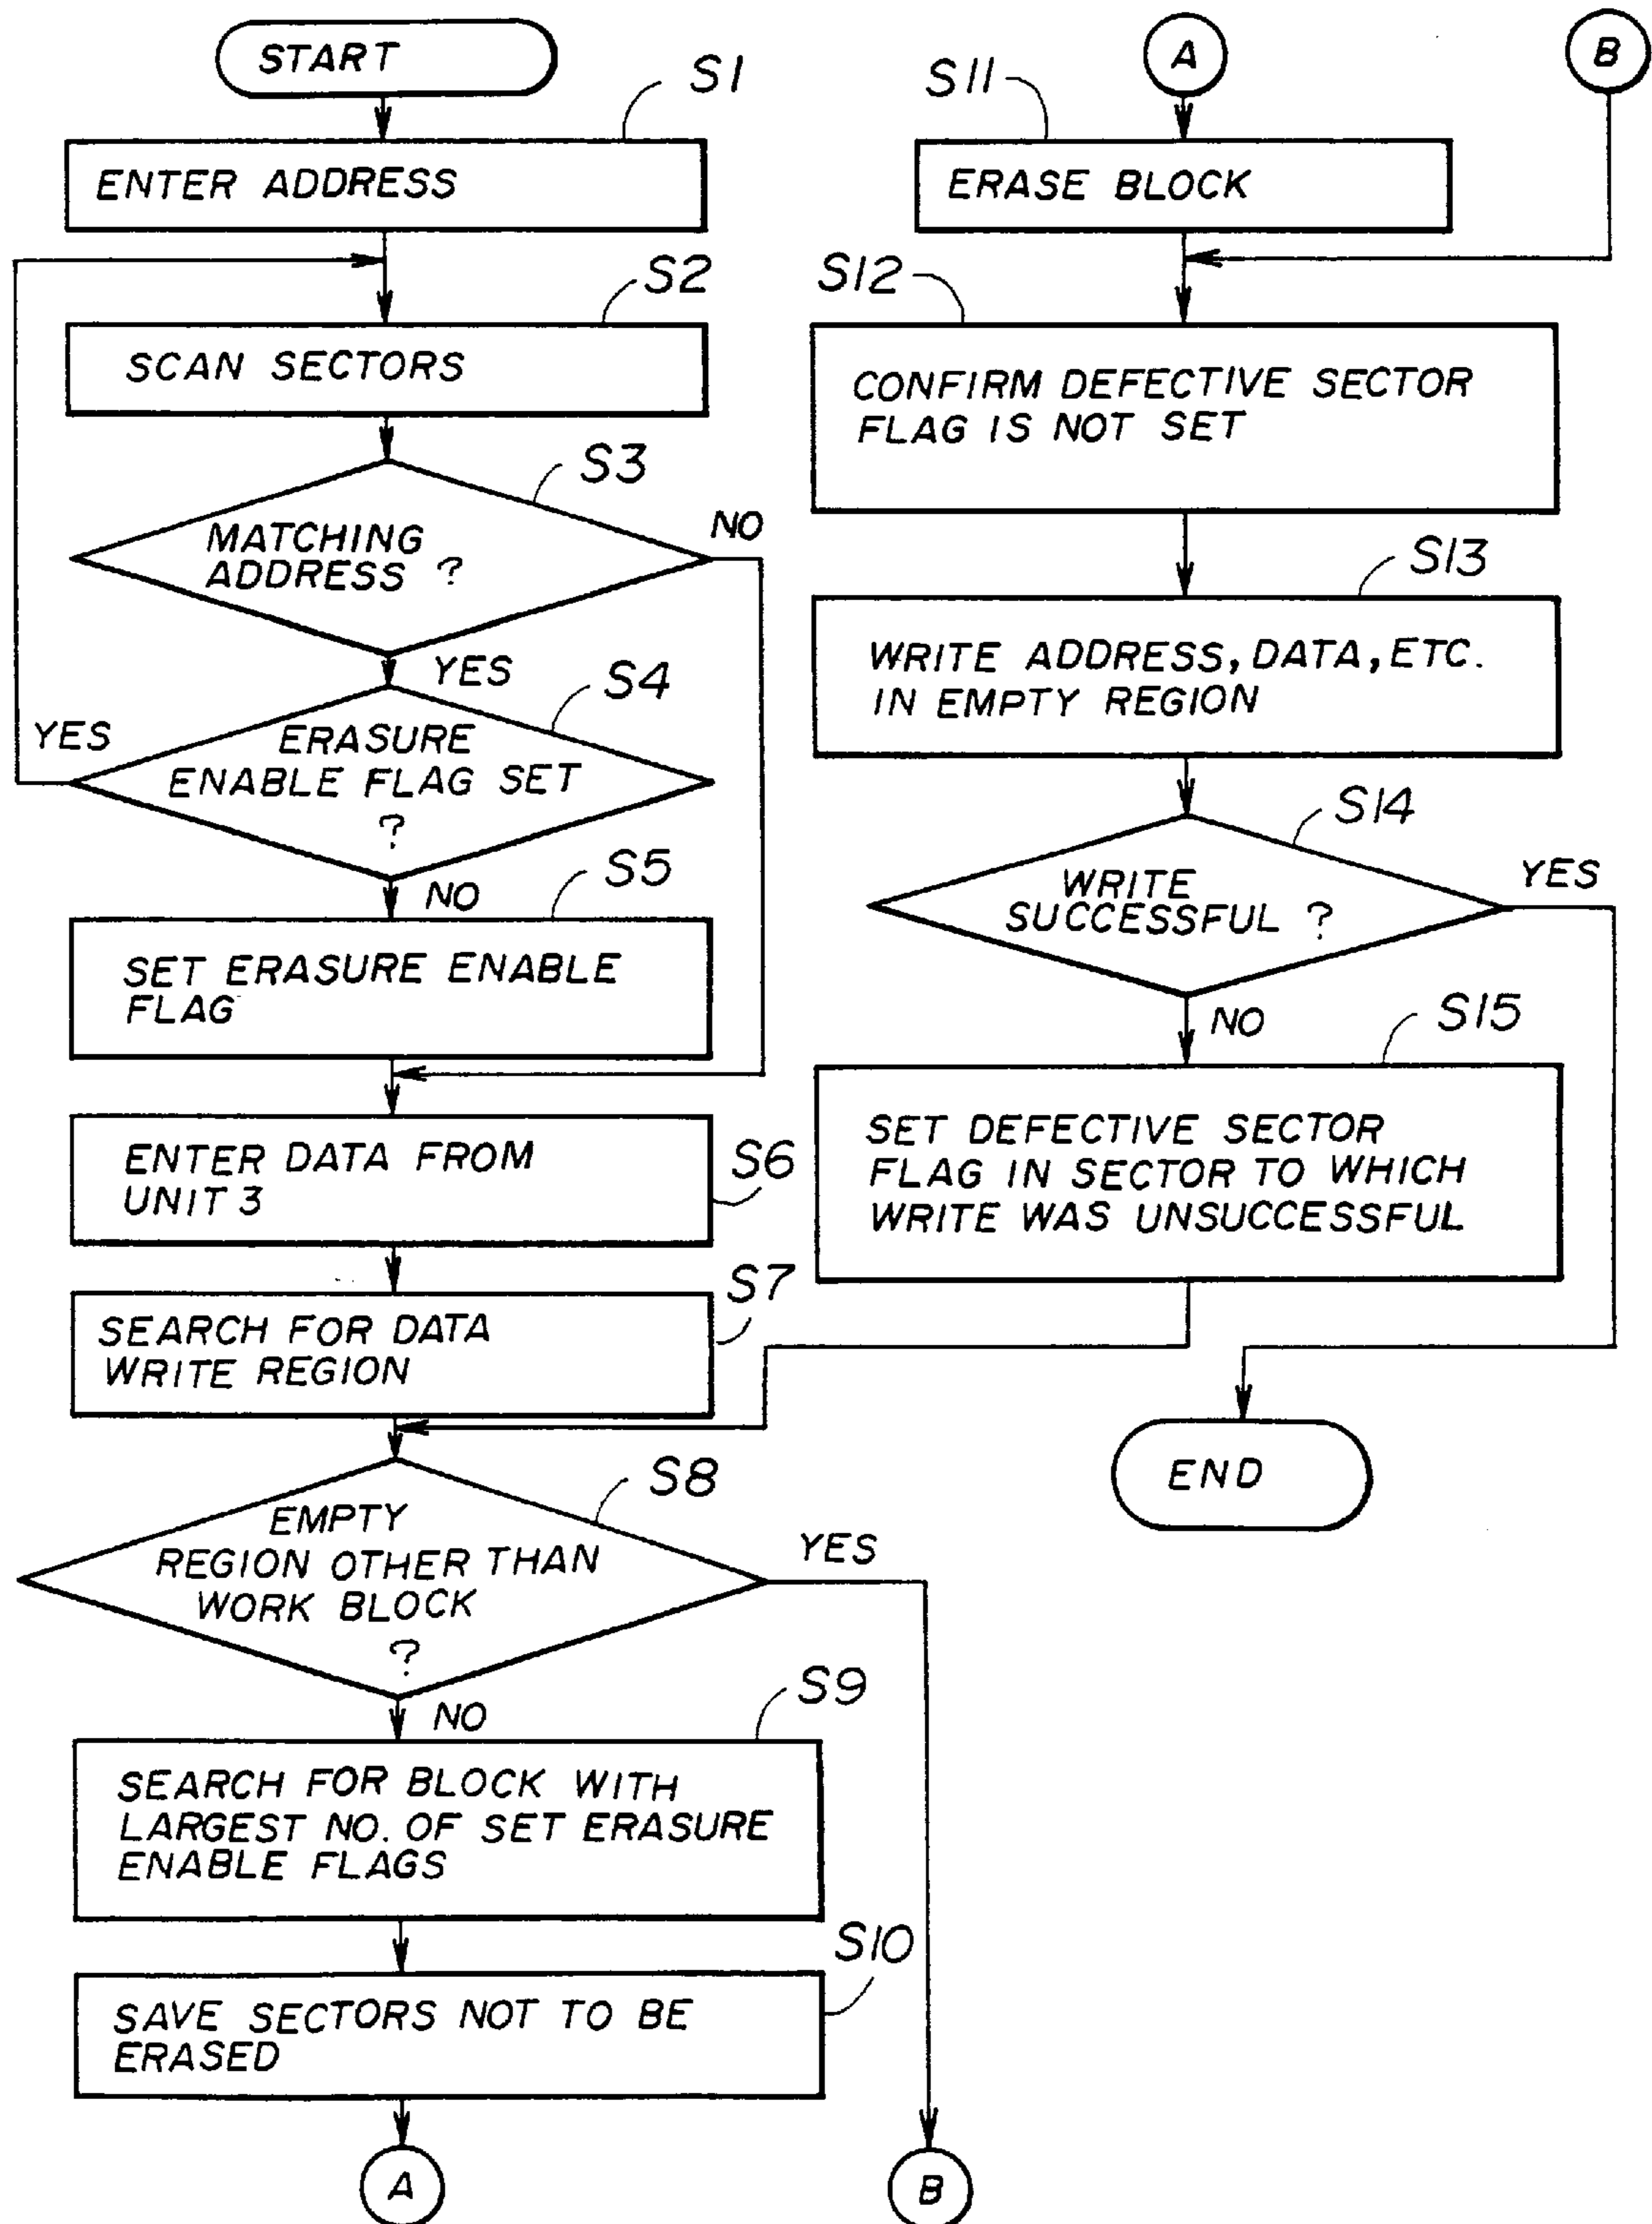 START
S1
ENTER ADDRESS
S2
SCAN SECTORS
S3
MATCHING
ADDRESS ?
NO
YES
S4
YES
ERASURE
ENABLE FLAG SET
?
NO
S5
SET ERASURE ENABLE
FLAG
ENTER DATA FROM
UNIT 3
S6
S7
SEARCH FOR DATA
WRITE REGION
S8
EMPTY
REGION OTHER THAN
WORK BLOCK
?
YES
NO
S9
SEARCH FOR BLOCK WITH
LARGEST NO. OF SET ERASURE
ENABLE FLAGS
S10
SAVE SECTORS NOT TO BE
ERASED
A
B
A
B
S11
ERASE BLOCK
S12
CONFIRM DEFECTIVE SECTOR
FLAG IS NOT SET
S13
WRITE ADDRESS, DATA, ETC.
IN EMPTY REGION
S14
WRITE
SUCCESSFUL ?
YES
NO
S15
SET DEFECTIVE SECTOR
FLAG IN SECTOR TO WHICH
WRITE WAS UNSUCCESSFUL
END